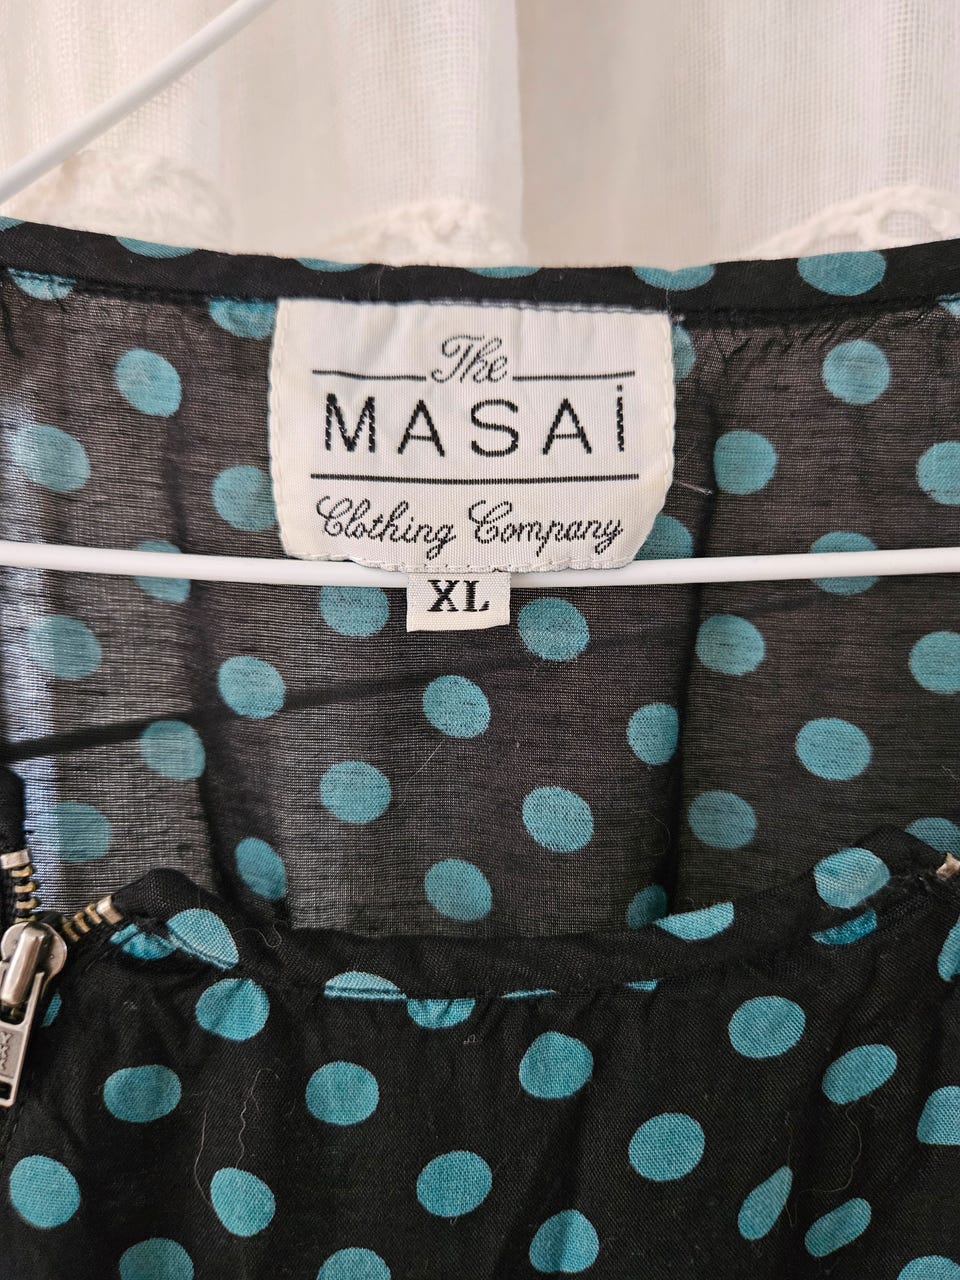 The
MASAi
Clothing Company
XL